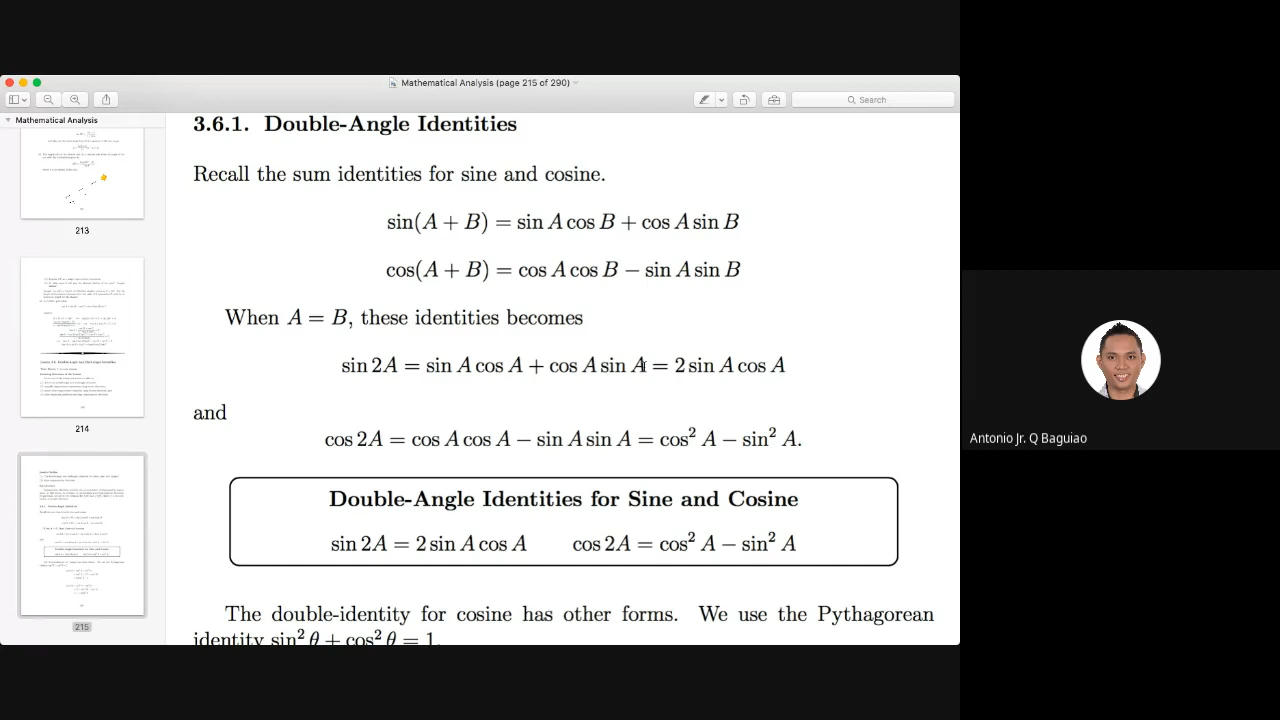 Mathematical Analysis (page 215 of 290)
Search
Mathematical Analysis
213
214
215
3.6.1. Double-Angle Identities
Recall the sum identities for sine and cosine.
sin(A + B) = sin A cos B + cos A sin B
cos(A + B) = cos A cos B − sin A sin B
When A = B, these identities becomes
sin 2A = sin A cos A + cos A sin A = 2 sin A cos A
and
cos 2A = cos A cos A − sin A sin A = cos² A − sin² A.
Double-Angle Identities for Sine and Cosine
sin 2A = 2 sin A cos A cos 2A = cos² A − sin² A
The double-identity for cosine has other forms. We use the Pythagorean
identity sin² θ + cos² θ = 1.
Antonio Jr. Q Baguiao